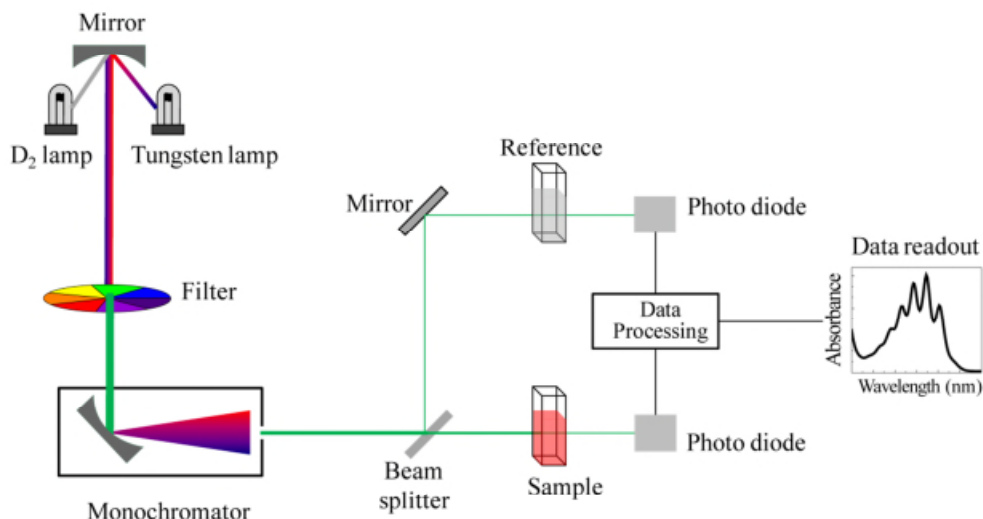 Mirror
D₂ lamp
Tungsten lamp
Filter
Monochromator
Mirror
Beam
splitter
Reference
Sample
Photo diode
Data
Processing
Photo diode
Data readout
Absorbance
Wavelength (nm)